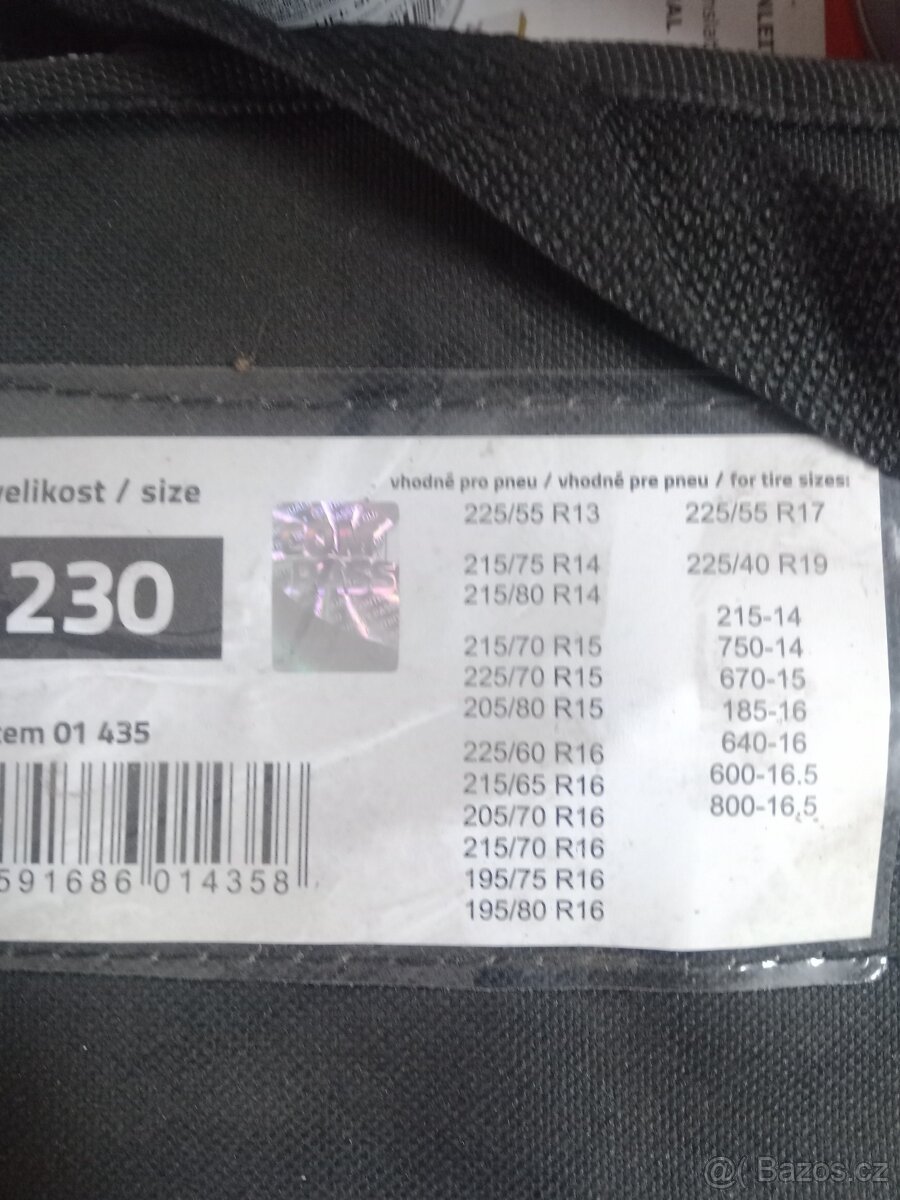 NLEI
IAL
velikost / size
230
COM
PASS
tem 01 435
591686 014358
vhodné pro pneu / vhodné pre pneu / for tire sizes:
225/55 R13
215/75 R14
215/80 R14
215/70 R15
225/70 R15
205/80 R15
225/60 R16
215/65 R16
205/70 R16
215/70 R16
195/75 R16
195/80 R16
225/55 R17
225/40 R19
215-14
750-14
670-15
185-16
640-16
600-16.5
800-16,5
@( Bazos.cz